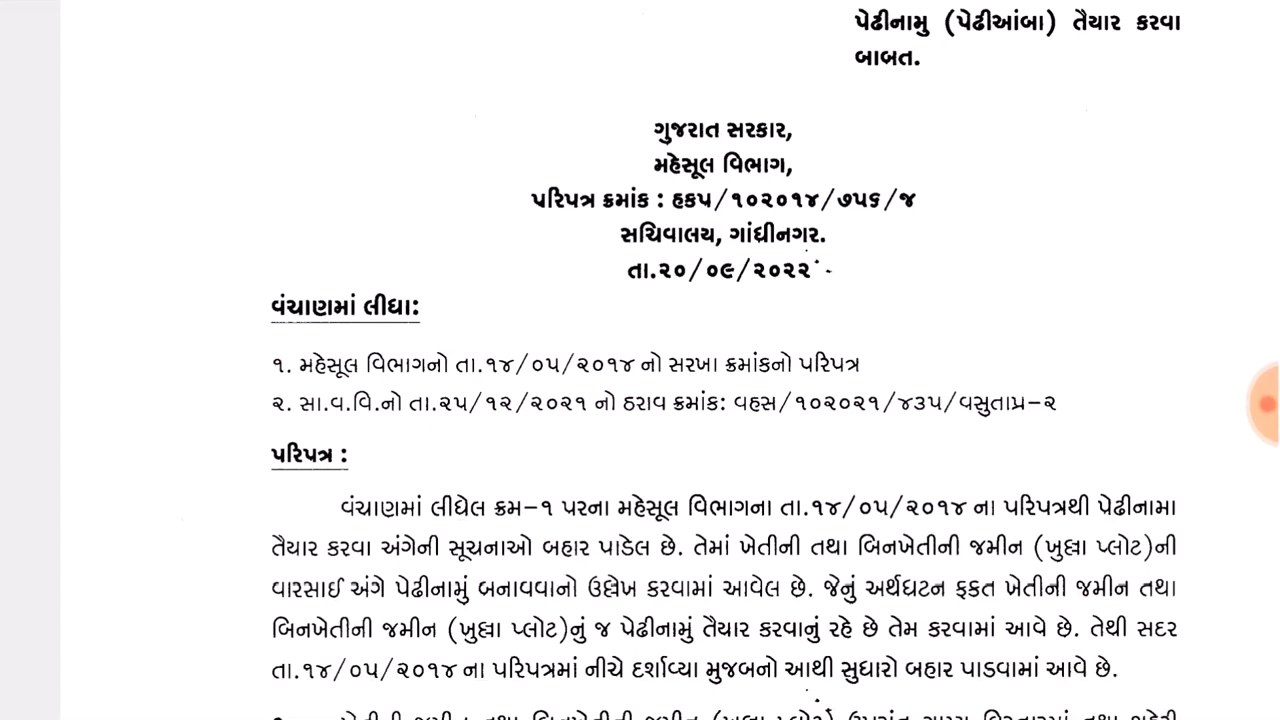 પેઢીનામુ (પેઢીઆંબા) તૈયાર કરવા
બાબત.
ગુજરાત સરકાર,
મહેસૂલ વિભાગ,
પરિપત્ર ક્રમાંક : હકપ/૧૦૨૦૧૪/૭૫૬/જ
સચિવાલય, ગાંધીનગર.
તા.૨૦/૦૯/૨૦૨૨
વંચાણમાં લીધા:
૧. મહેસૂલ વિભાગનો તા.૧૪/૦૫/૨૦૧૪ નો સરખા ક્રમાંકનો પરિપત્ર
૨. સા.વ.વિ.નો તા.૨૫/૧૨/૨૦૨૧ નો ઠરાવ ક્રમાંક: વહસ/૧૦૨૦૨૧/૪૩૫/વસુતાપ્ર-૨
પરિપત્ર :
વંચાણમાં લીધેલ ક્રમ-૧ પરના મહેસૂલ વિભાગના તા.૧૪/૦૫/૨૦૧૪ ના પરિપત્રથી પેઢીનામા
તૈયાર કરવા અંગેની સૂચનાઓ બહાર પાડેલ છે. તેમાં ખેતીની તથા બિનખેતીની જમીન (ખુલ્લા પ્લોટ)ની
વારસાઈ અંગે પેઢીનામું બનાવવાનો ઉલ્લેખ કરવામાં આવેલ છે. જેનું અર્થઘટન ફકત ખેતીની જમીન તથા
બિનખેતીની જમીન (ખુલ્લા પ્લોટ)નું જ પેઢીનામું તૈયાર કરવાનું રહે છે તેમ કરવામાં આવે છે. તેથી સદર
તા.૧૪/૦૫/૨૦૧૪ ના પરિપત્રમાં નીચે દર્શાવ્યા મુજબનો આથી સુધારો બહાર પાડવામાં આવે છે.